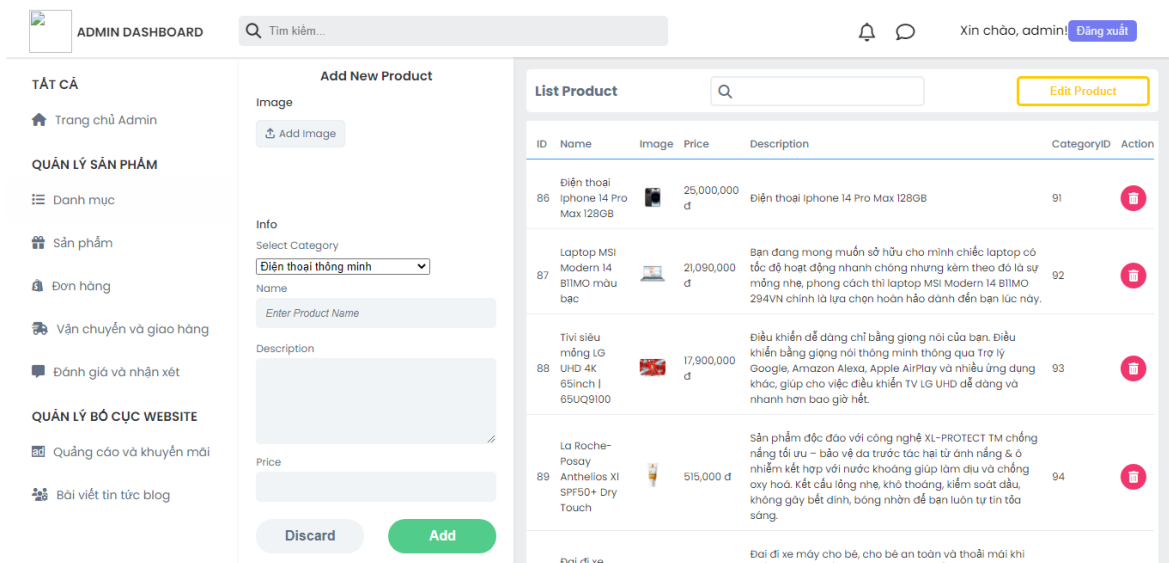 ADMIN DASHBOARD
Tìm kiếm...
Xin chào, admin!
Đăng xuất
TẤT CẢ
Trang chủ Admin
QUẢN LÝ SẢN PHẨM
Danh mục
Sản phẩm
Đơn hàng
Vận chuyển và giao hàng
Đánh giá và nhận xét
QUẢN LÝ BỐ CỤC WEBSITE
ad
Quảng cáo và khuyến mãi
Bài viết tin tức blog
Add New Product
Image
Add Image
Info
Select Category
Điện thoại thông minh
Name
Enter Product Name
Description
Price
Discard
Add
List Product
Edit Product
ID Name Image Price Description CategoryID Action
86
Điện thoại
Iphone 14 Pro
Max 128GB
25,000,000
đ
Điện thoại Iphone 14 Pro Max 128GB
91
87
Laptop MSI
Modern 14
B11MO màu
bạc
21,090,000
đ
Bạn đang mong muốn sở hữu cho mình chiếc laptop có
tốc độ hoạt động nhanh chóng nhưng kèm theo đó là sự
mỏng nhẹ, phong cách thì laptop MSI Modern 14 B11MO
294VN chính là lựa chọn hoàn hảo dành đến bạn lúc này.
92
88
Tivi siêu
mỏng LG
UHD 4K
65inch |
65UQ9100
17,900,000
đ
Điều khiển dễ dàng chỉ bằng giọng nói của bạn. Điều
khiển bằng giọng nói thông minh thông qua Trợ lý
Google, Amazon Alexa, Apple AirPlay và nhiều ứng dụng
khác, giúp cho việc điều khiển TV LG UHD dễ dàng và
nhanh hơn bao giờ hết.
93
89
La Roche-
Posay
Anthelios Xl
SPF50+ Dry
Touch
515,000 đ
Sản phẩm độc đáo với công nghệ XL-PROTECT TM chống
nắng tối ưu – bảo vệ da trước tác hại từ ánh nắng & ô
nhiễm kết hợp với nước khoáng giúp làm dịu và chống
oxy hoá. Kết cấu lỏng nhẹ, khô thoáng, kiểm soát dầu,
không gây bết dính, bóng nhờn để bạn luôn tự tin tỏa
sáng.
94
Đai đi xe
Đai đi xe máy cho bé, cho bé an toàn và thoải mái khi